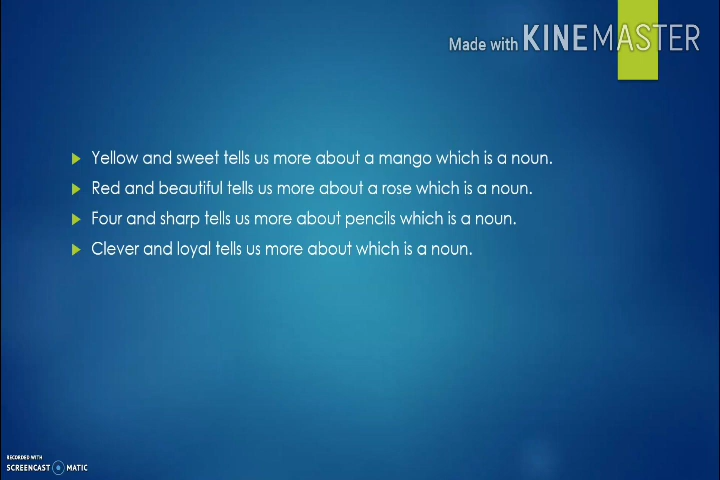 Made with KINEMASTER
Yellow and sweet tells us more about a mango which is a noun.
Red and beautiful tells us more about a rose which is a noun.
Four and sharp tells us more about pencils which is a noun.
Clever and loyal tells us more about which is a noun.
RECORDED WITH
SCREENCAST MATIC